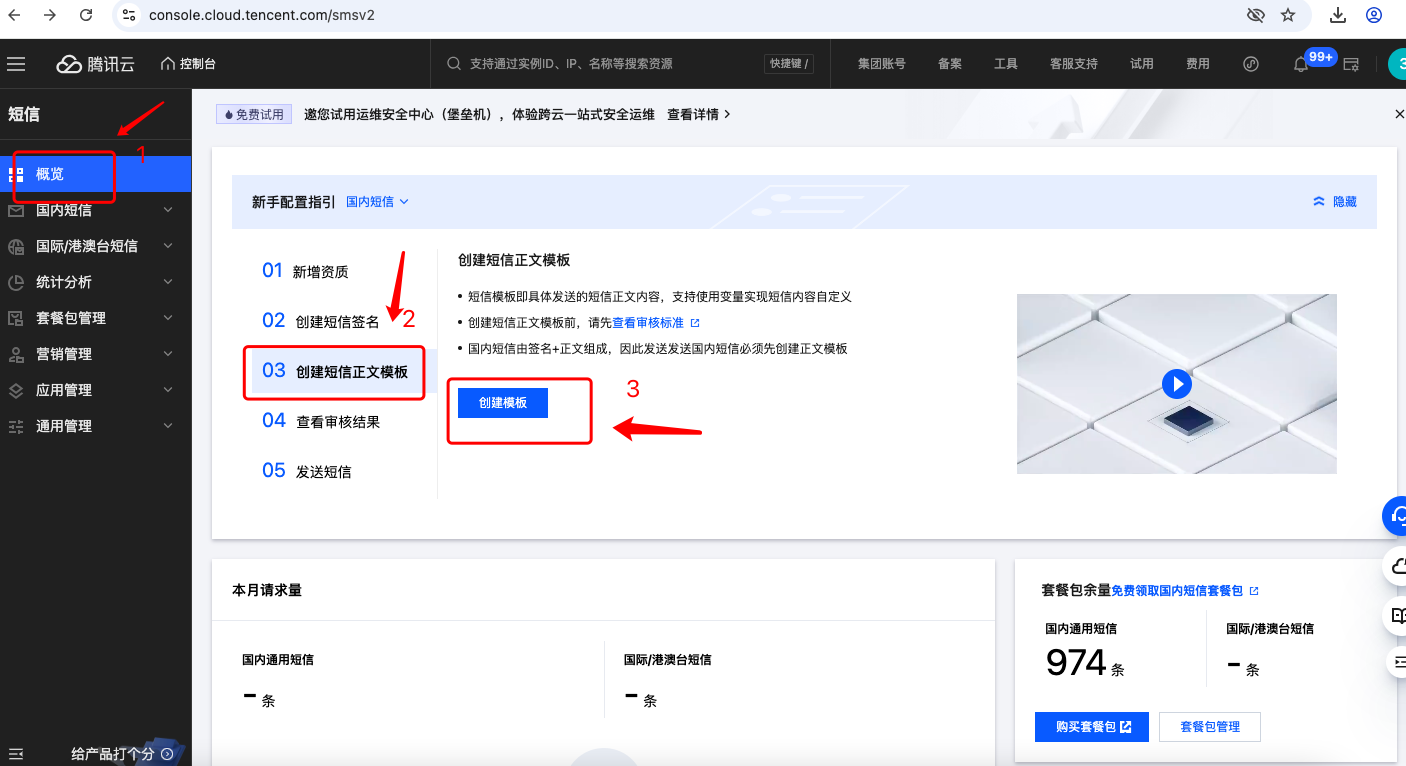 console.cloud.tencent.com/smsv2
腾讯云
控制台
支持通过实例ID、IP、名称等搜索资源
快捷键 /
集团账号
备案
工具
客服支持
试用
费用
99+
3
短信
1
概览
国内短信
国际/港澳台短信
统计分析
套餐包管理
营销管理
应用管理
通用管理
给产品打个分
免费试用 邀您试用运维安全中心（堡垒机），体验跨云一站式安全运维 查看详情
新手配置指引 国内短信
隐藏
01 新增资质
02 创建短信签名
2
03 创建短信正文模板
04 查看审核结果
05 发送短信
创建短信正文模板
• 短信模板即具体发送的短信正文内容，支持使用变量实现短信内容自定义
• 创建短信正文模板前，请先查看审核标准
• 国内短信由签名+正文组成，因此发送发送国内短信必须先创建正文模板
3
创建模板
本月请求量
国内通用短信
- 条
国际/港澳台短信
- 条
套餐包余量免费领取国内短信套餐包
国内通用短信
974 条
国际/港澳台短信
- 条
购买套餐包
套餐包管理